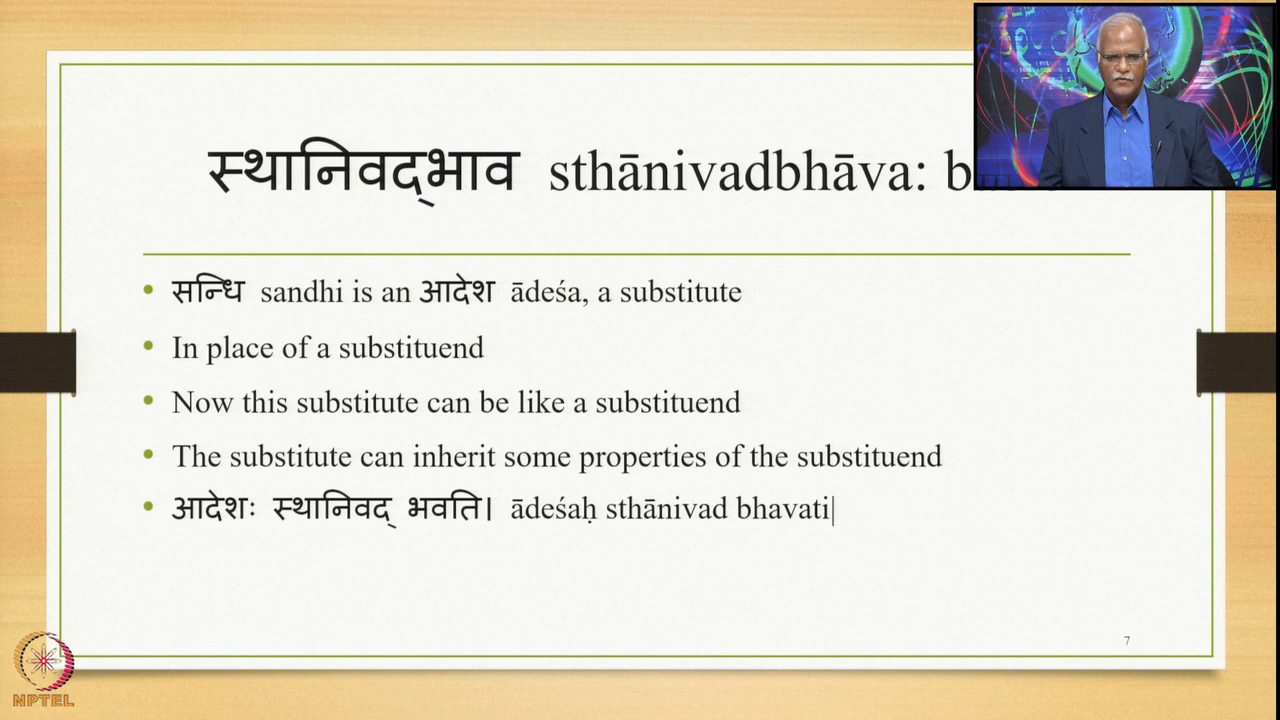 स्थानिवद्‌भाव sthānivadbhāva:
• सन्धि sandhi is an आदेश ādeśa, a substitute
• In place of a substituend
• Now this substitute can be like a substituend
• The substitute can inherit some properties of the substituend
• आदेशः स्थानिवद् भवति। ādeśaḥ sthānivad bhavati|
7
NPTEL